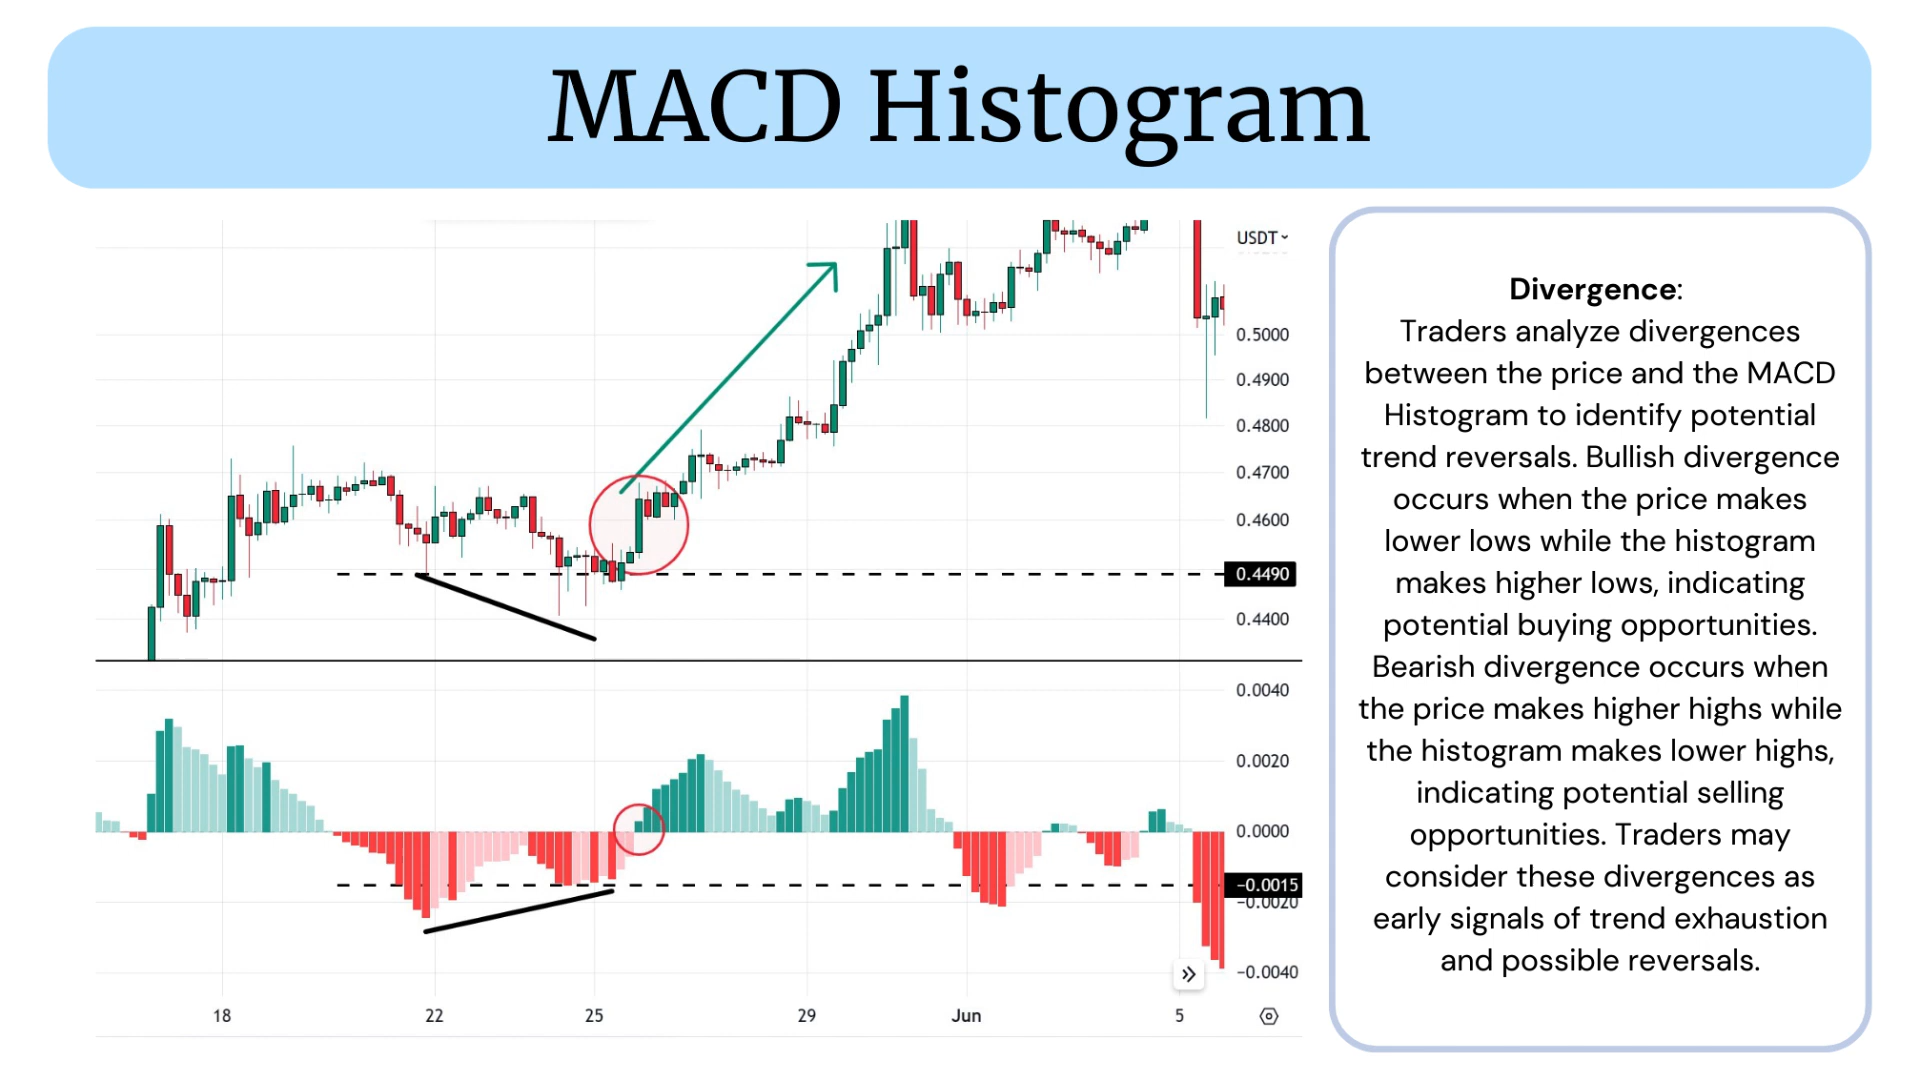 MACD Histogram
USDT
0.5000
0.4900
0.4800
0.4700
0.4600
0.4490
0.4400
0.0040
0.0020
0.0000
−0.0015
−0.0020
−0.0040
18 22 25 29 Jun 5
Divergence:
Traders analyze divergences
between the price and the MACD
Histogram to identify potential
trend reversals. Bullish divergence
occurs when the price makes
lower lows while the histogram
makes higher lows, indicating
potential buying opportunities.
Bearish divergence occurs when
the price makes higher highs while
the histogram makes lower highs,
indicating potential selling
opportunities. Traders may
consider these divergences as
early signals of trend exhaustion
and possible reversals.